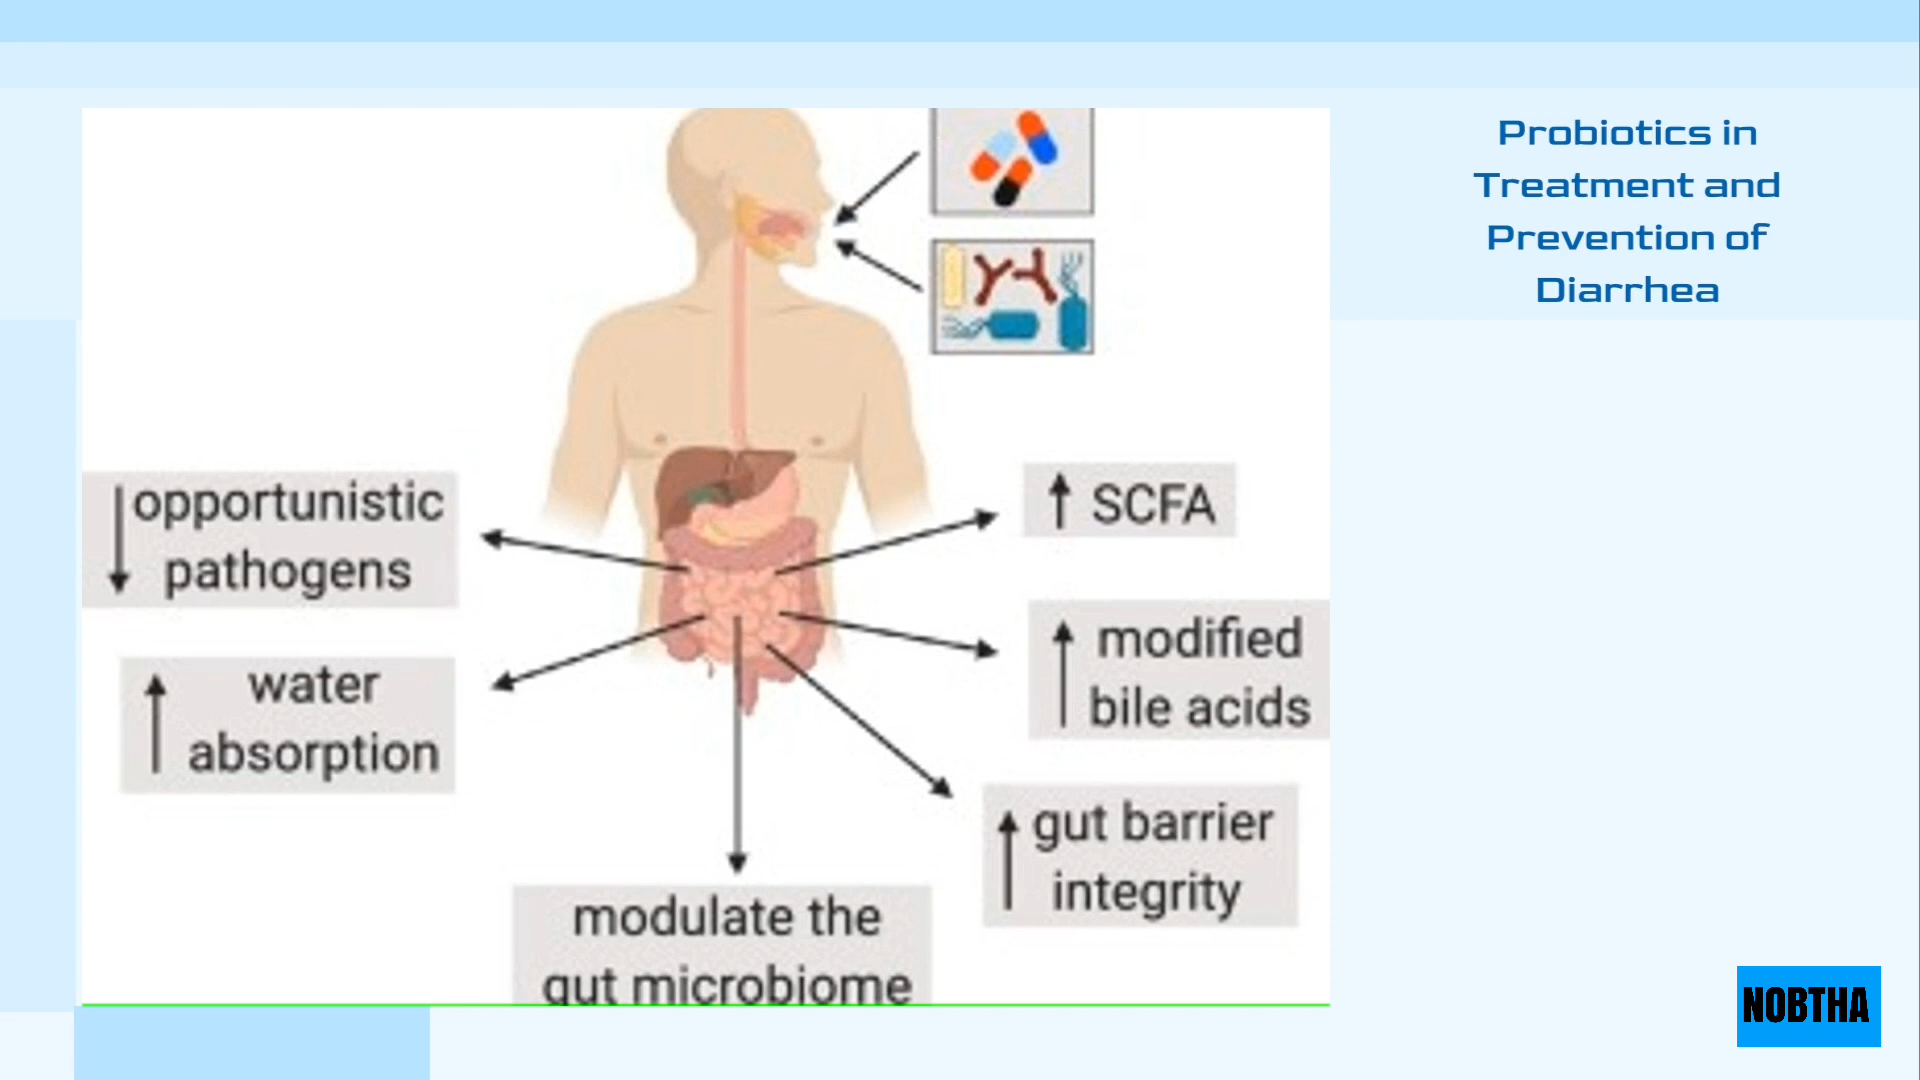 Probiotics in
Treatment and
Prevention of
Diarrhea
opportunistic
pathogens
water
absorption
SCFA
modified
bile acids
gut barrier
integrity
modulate the
gut microbiome
NOBTHA